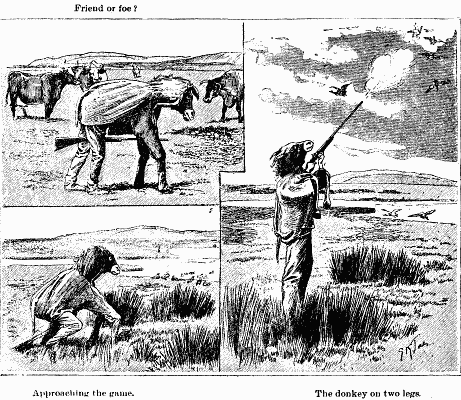 Friend or foe?
Approaching the game.
The donkey on two legs.